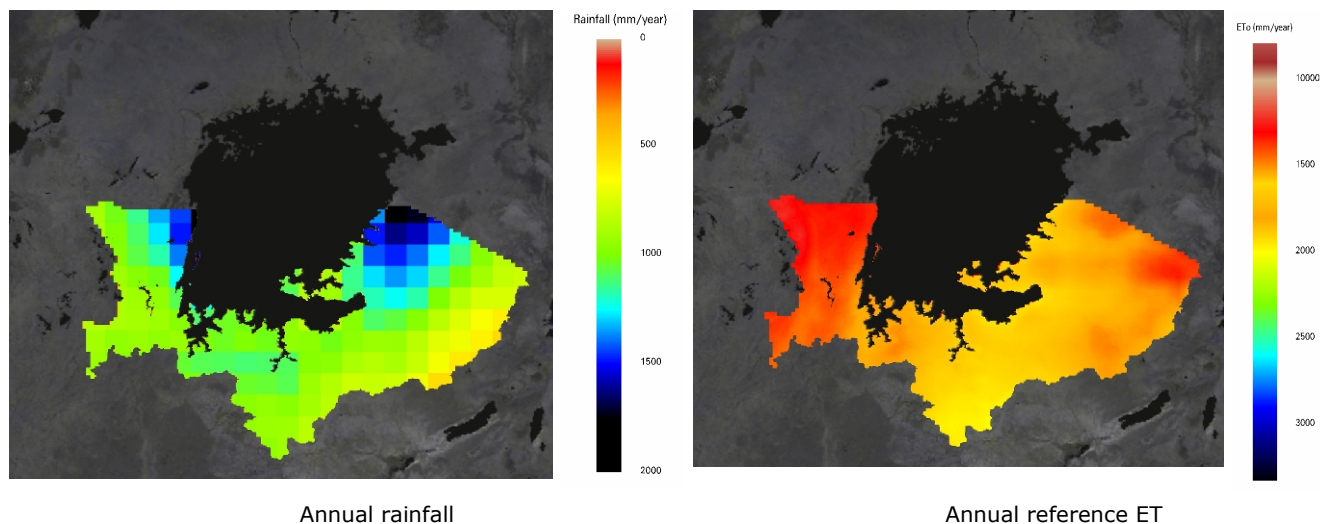 Rainfall (mm/year)
0
500
1000
1500
2000
ETo (mm/year)
10000
1500
2000
2500
3000
Annual rainfall
Annual reference ET